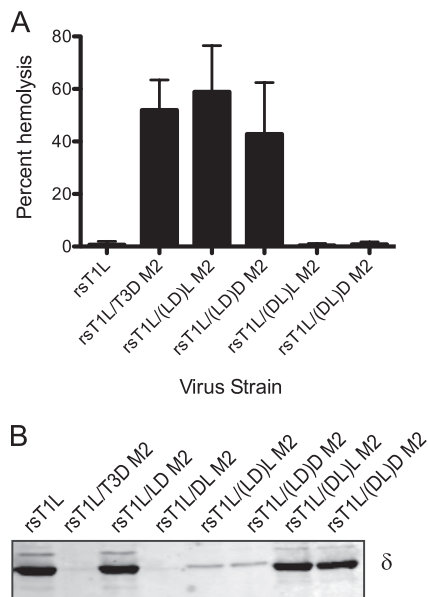 A
Percent hemolysis
80
60
40
20
0
rsT1L
rsT1L/T3D M2
rsT1L/(LD)L M2
rsT1L/(LD)D M2
rsT1L/(DL)L M2
rsT1L/(DL)D M2
Virus Strain
B
rsT1L
rsT1L/T3D M2
rsT1L/LD M2
rsT1L/DL M2
rsT1L/(LD)L M2
rsT1L/(LD)D M2
rsT1L/(DL)L M2
rsT1L/(DL)D M2
δ